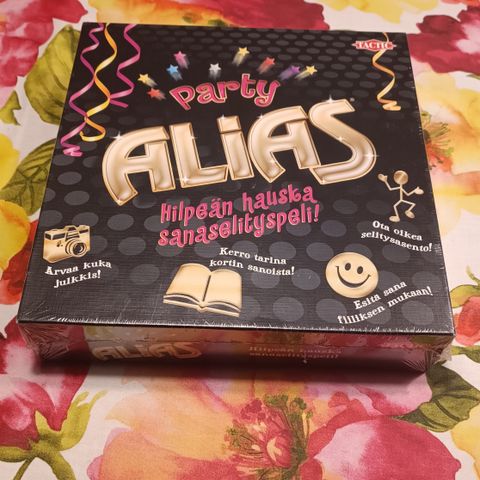 TACTIC
Party
ALIAS
Hilpeän hauska
sanaselityspeli!
Arvaa kuka
julkkis!
Kerro tarina
kortin sanoista!
Ota oikea
selitysasento!
Esitä sana
fiiliksen mukaan!
ALIAS
Hilpeän hauska
sanaselityspeli!